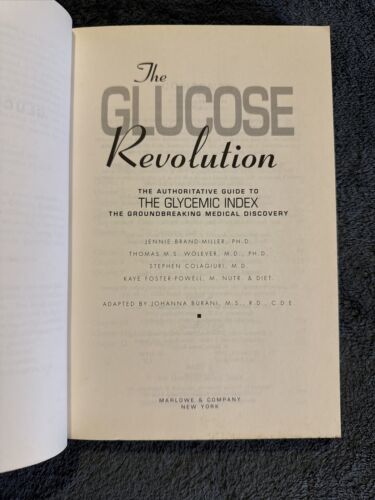 The
GLUCOSE
Revolution
THE AUTHORITATIVE GUIDE TO
THE GLYCEMIC INDEX
THE GROUNDBREAKING MEDICAL DISCOVERY
JENNIE BRAND-MILLER, PH.D.
THOMAS M.S. WOLEVER, M.D., PH.D.
STEPHEN COLAGIURI, M.D.
KAYE FOSTER-POWELL, M. NUTR. & DIET.
ADAPTED BY JOHANNA BURANI, M.S., R.D., C.D.E.
MARLOWE & COMPANY
NEW YORK